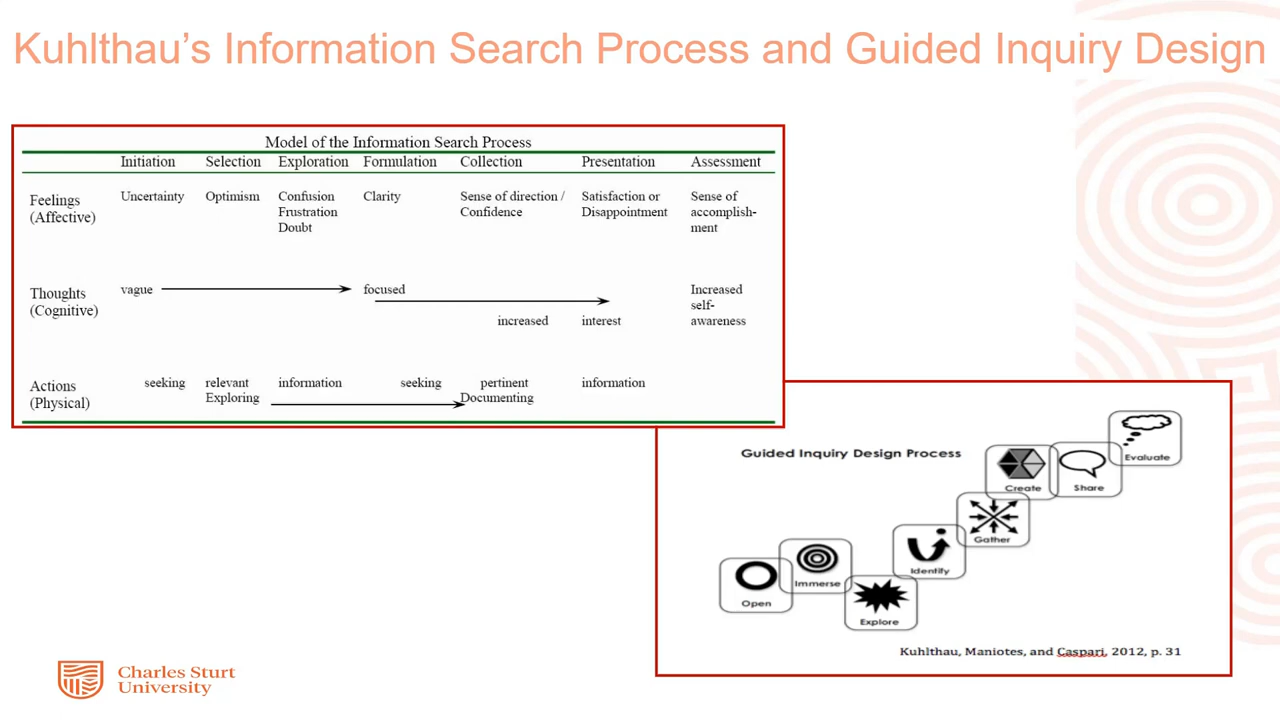 Kuhlthau's Information Search Process and Guided Inquiry Design
Model of the Information Search Process
Initiation Selection Exploration Formulation Collection Presentation Assessment
Feelings
(Affective)
Uncertainty
Optimism
Confusion
Frustration
Doubt
Clarity
Sense of direction /
Confidence
Satisfaction or
Disappointment
Sense of
accomplish-
ment
Thoughts
(Cognitive)
vague
focused
increased interest
Increased
self-
awareness
Actions
(Physical)
seeking relevant information seeking pertinent information
Exploring Documenting
Guided Inquiry Design Process
Open
Immerse
Explore
Identify
Gather
Create
Share
Evaluate
Kuhlthau, Maniotes, and Caspari, 2012, p. 31
Charles Sturt
University